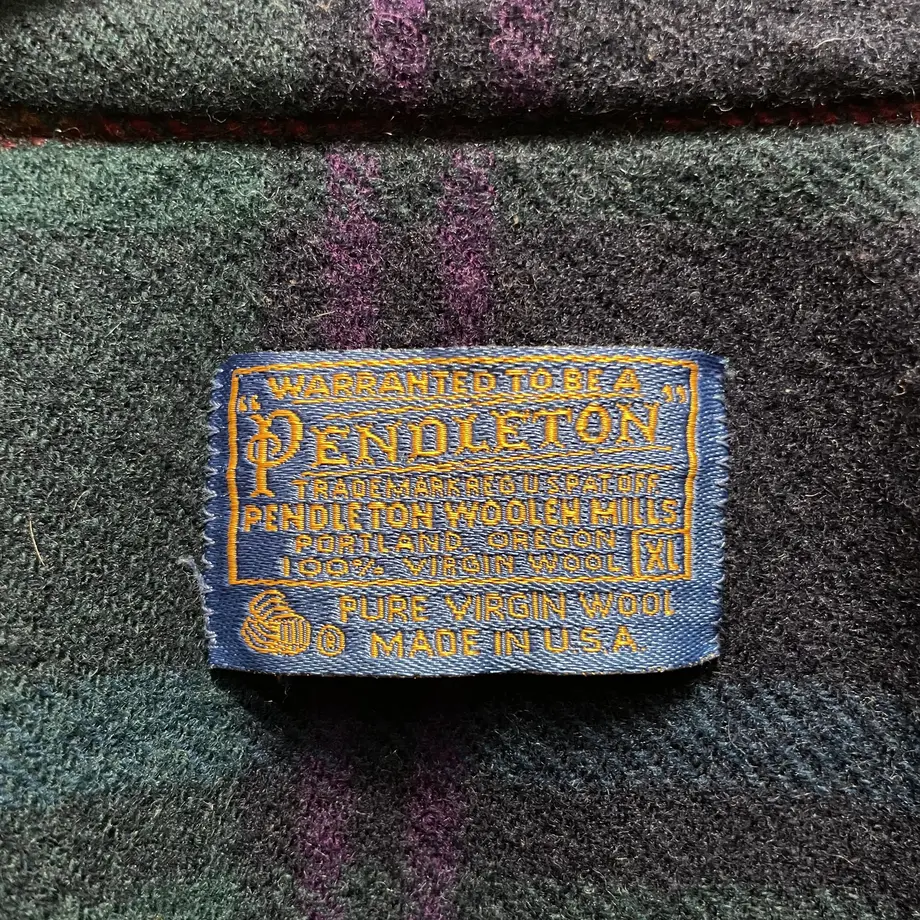 WARRANTED TO BE A
"PENDLETON"
TRADEMARK REG U S PAT OFF
PENDLETON WOOLEN MILLS
PORTLAND, OREGON
100% VIRGIN WOOL XL
PURE VIRGIN WOOL
® MADE IN U.S.A.